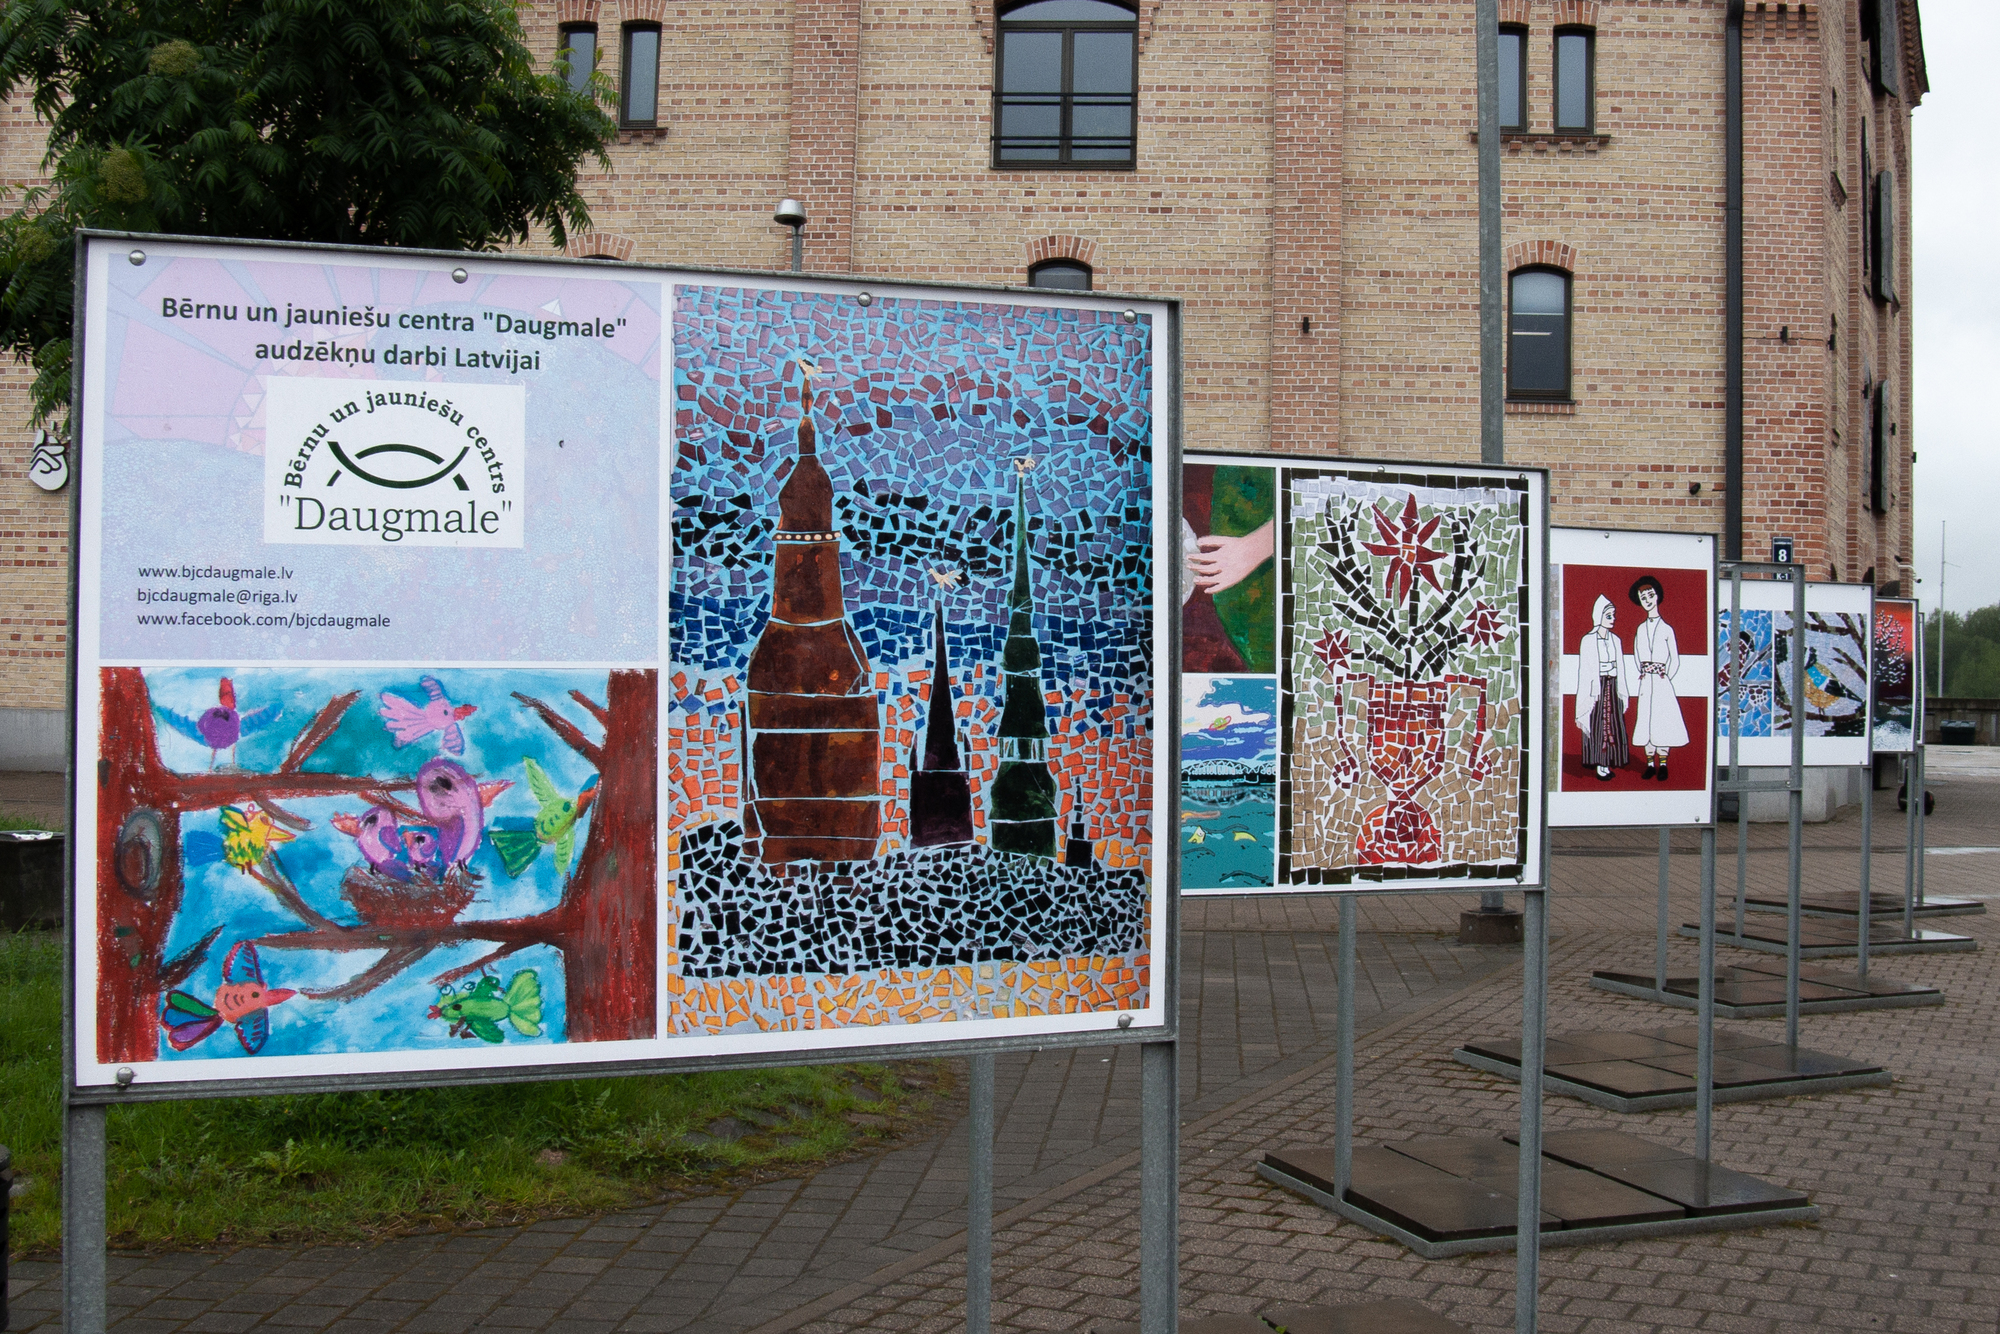 Bērnu un jauniešu centra "Daugmale"
audzēkņu darbi Latvijai
Bērnu un jauniešu centrs
"Daugmale"
www.bjcdaugmale.lv
bjcdaugmale@riga.lv
www.facebook.com/bjcdaugmale
8
K-1